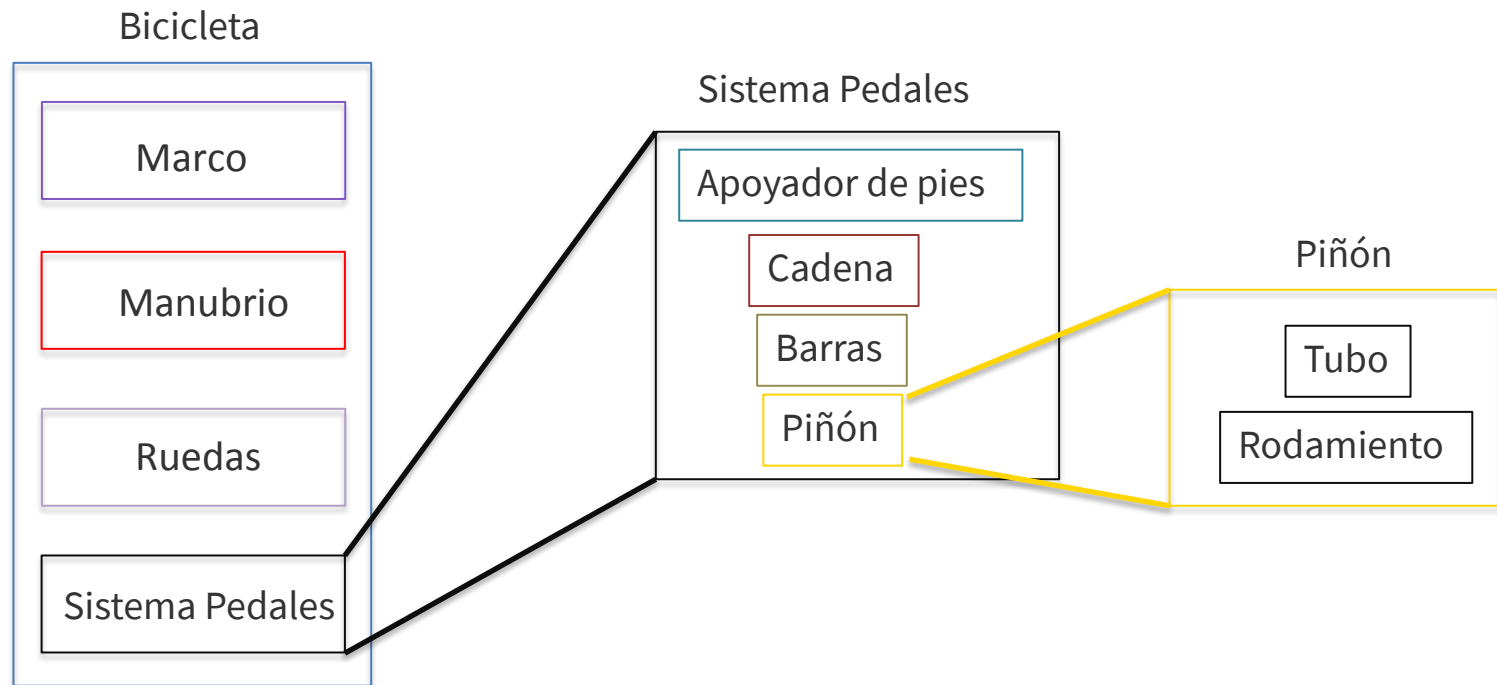 Bicicleta
Marco
Manubrio
Ruedas
Sistema Pedales
Sistema Pedales
Apoyador de pies
Cadena
Barras
Piñón
Piñón
Tubo
Rodamiento